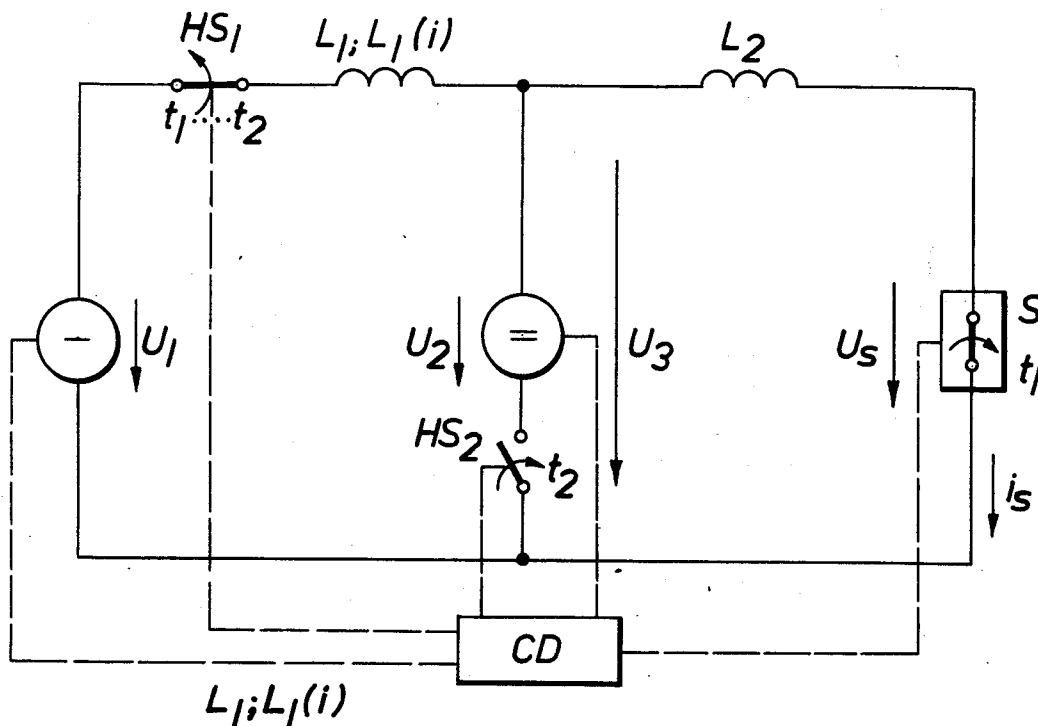 HS1
L1; L1(i)
L2
t1....t2
U1
U2
U3
Us
S
t1
HS2
t2
is
CD
L1; L1(i)